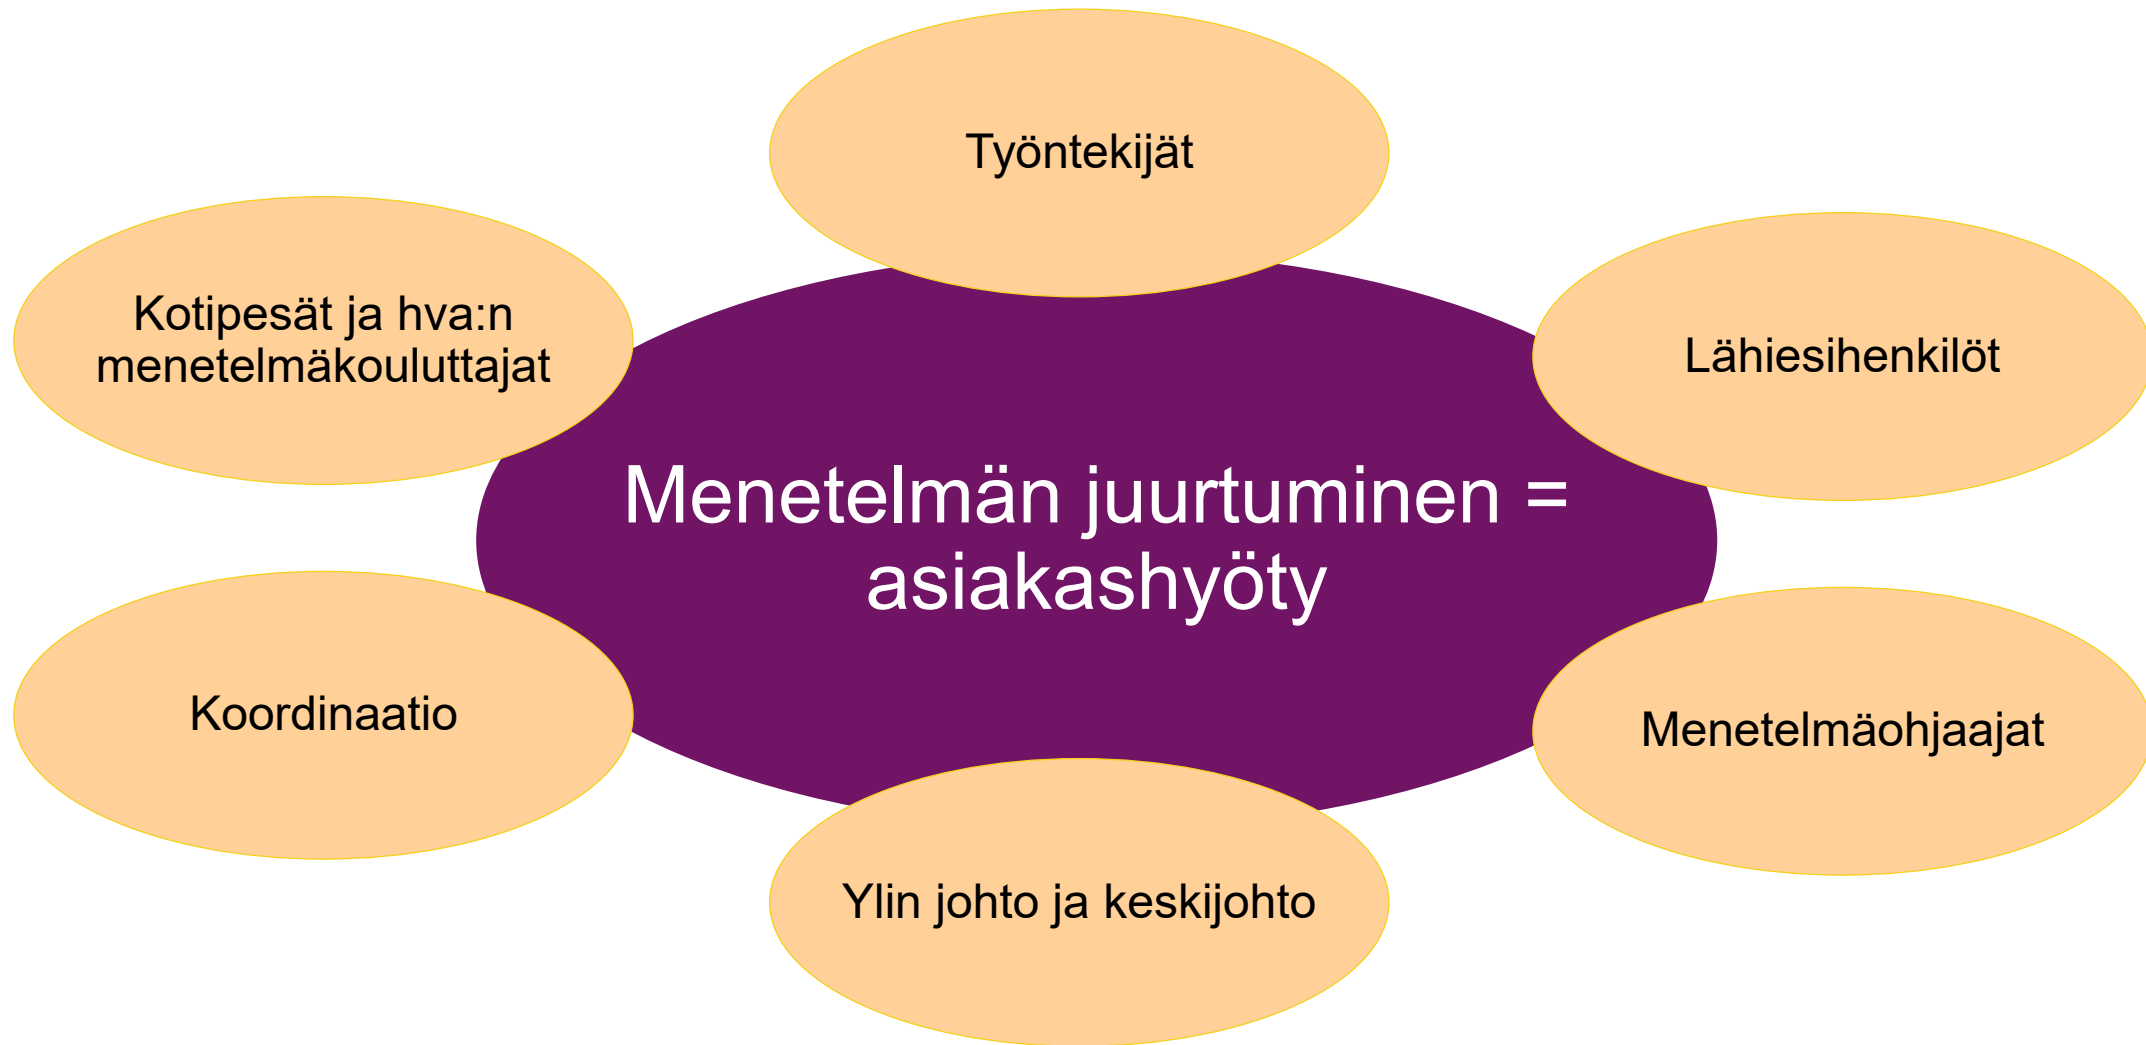 Työntekijät
Kotipesät ja hva:n
menetelmäkouluttajat
Lähiesihenkilöt
Menetelmän juurtuminen =
asiakashyöty
Koordinaatio
Menetelmäohjaajat
Ylin johto ja keskijohto